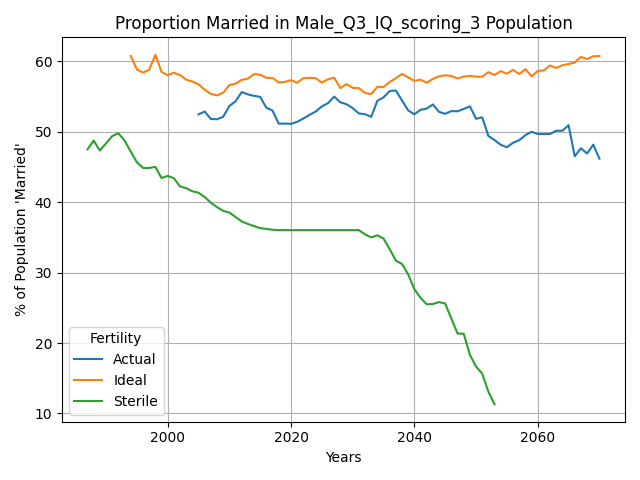 Proportion Married in Male_Q3_IQ_scoring_3 Population
% of Population 'Married'
60
50
40
30
20
10
Fertility
Actual
Ideal
Sterile
2000
2020
2040
2060
Years